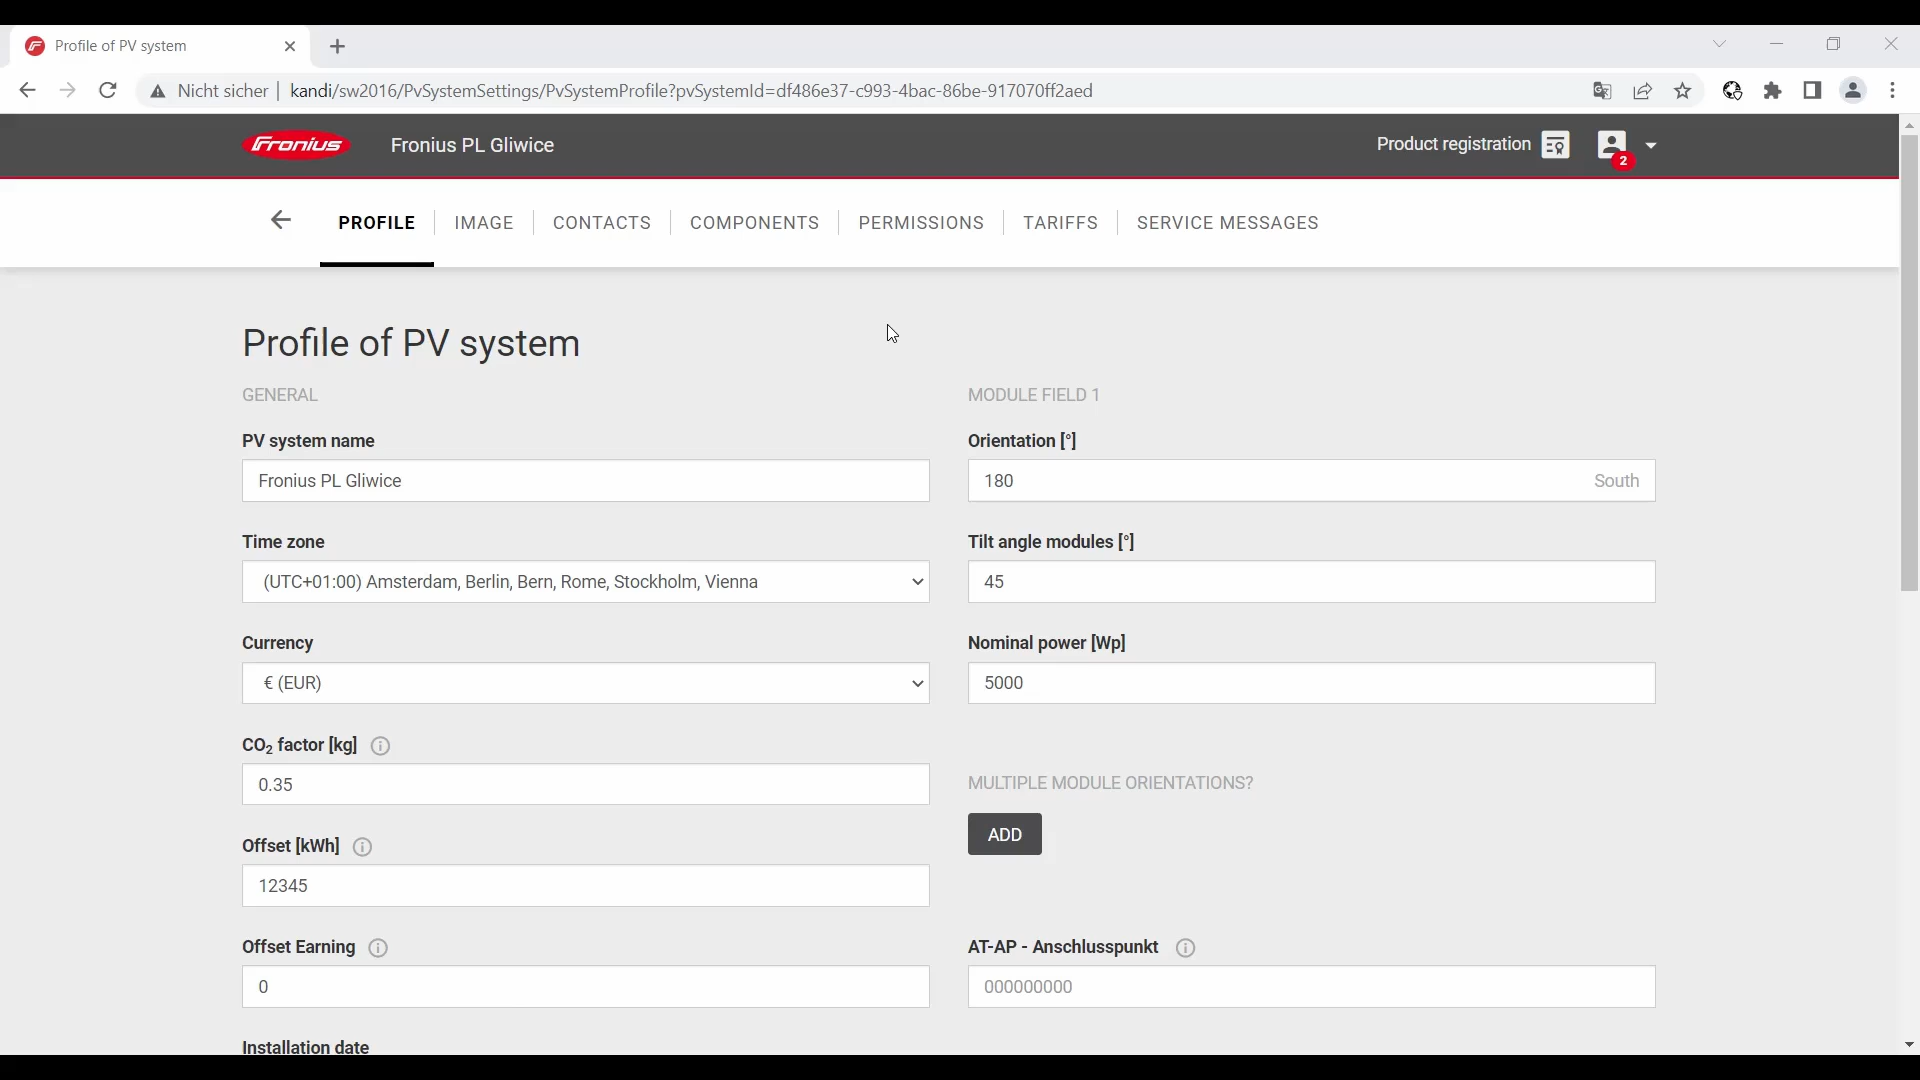 Profile of PV system
Nicht sicher | kandi/sw2016/PvSystemSettings/PvSystemProfile?pvSystemId=df486e37-c993-4bac-86be-917070ff2aed
Fronius Fronius PL Gliwice Product registration 2
PROFILE IMAGE CONTACTS COMPONENTS PERMISSIONS TARIFFS SERVICE MESSAGES
Profile of PV system
GENERAL
PV system name
Fronius PL Gliwice
Time zone
(UTC+01:00) Amsterdam, Berlin, Bern, Rome, Stockholm, Vienna
Currency
€ (EUR)
CO₂ factor [kg]
0.35
Offset [kWh]
12345
Offset Earning
0
Installation date
MODULE FIELD 1
Orientation [°]
180 South
Tilt angle modules [°]
45
Nominal power [Wp]
5000
MULTIPLE MODULE ORIENTATIONS?
ADD
AT-AP - Anschlusspunkt
000000000